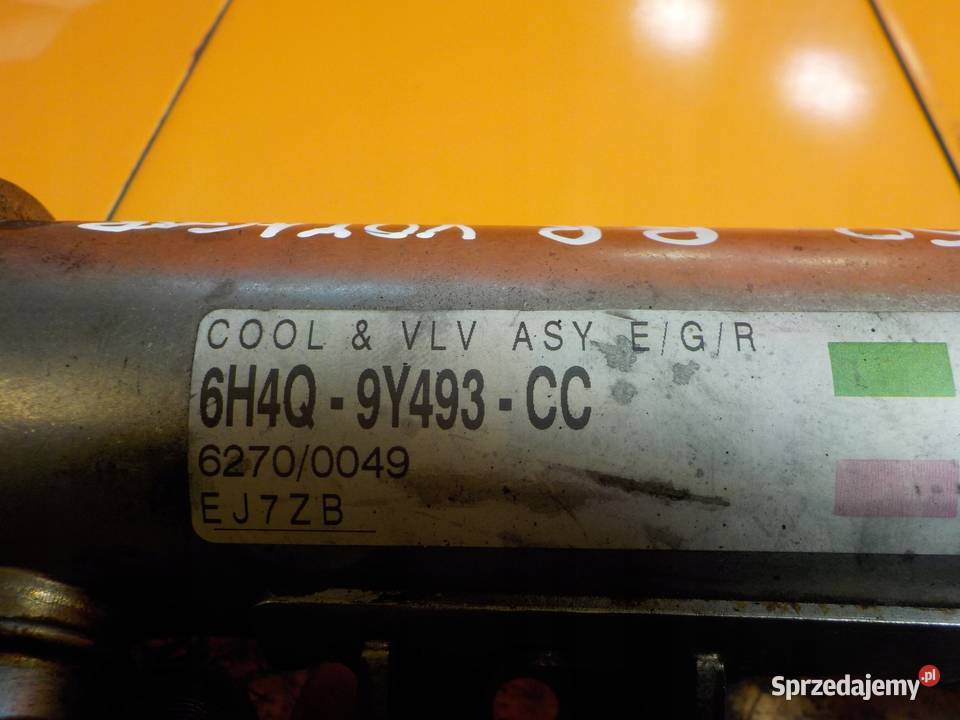 COOL & VLV ASY E/G/R
6H4Q - 9Y493 - CC
6270/0049
EJ7ZB
Sprzedajemy.pl